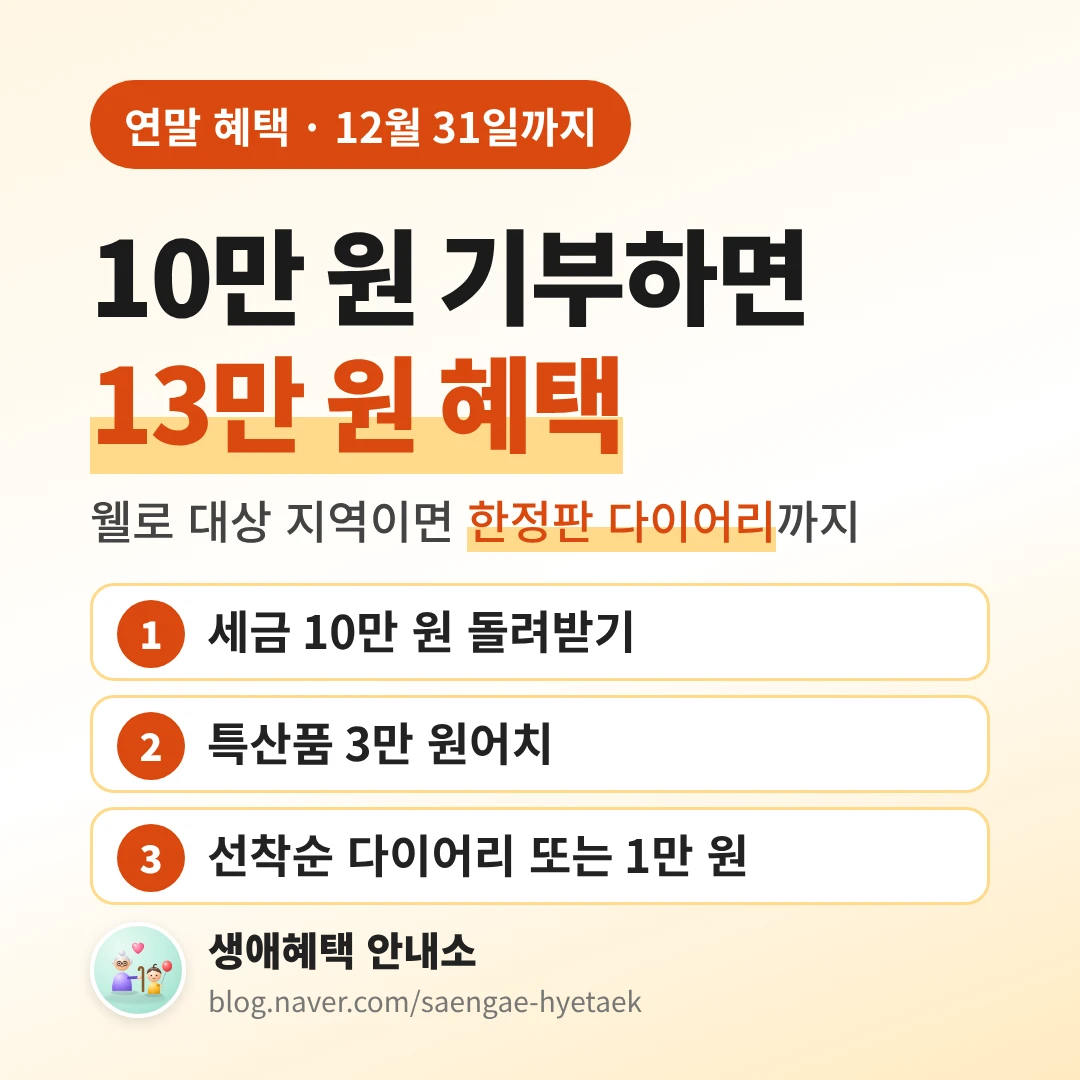 연말 혜택 · 12월 31일까지
10만 원 기부하면
13만 원 혜택
웰로 대상 지역이면 한정판 다이어리까지
1 세금 10만 원 돌려받기
2 특산품 3만 원어치
3 선착순 다이어리 또는 1만 원
생애혜택 안내소
blog.naver.com/saengae-hyetaek